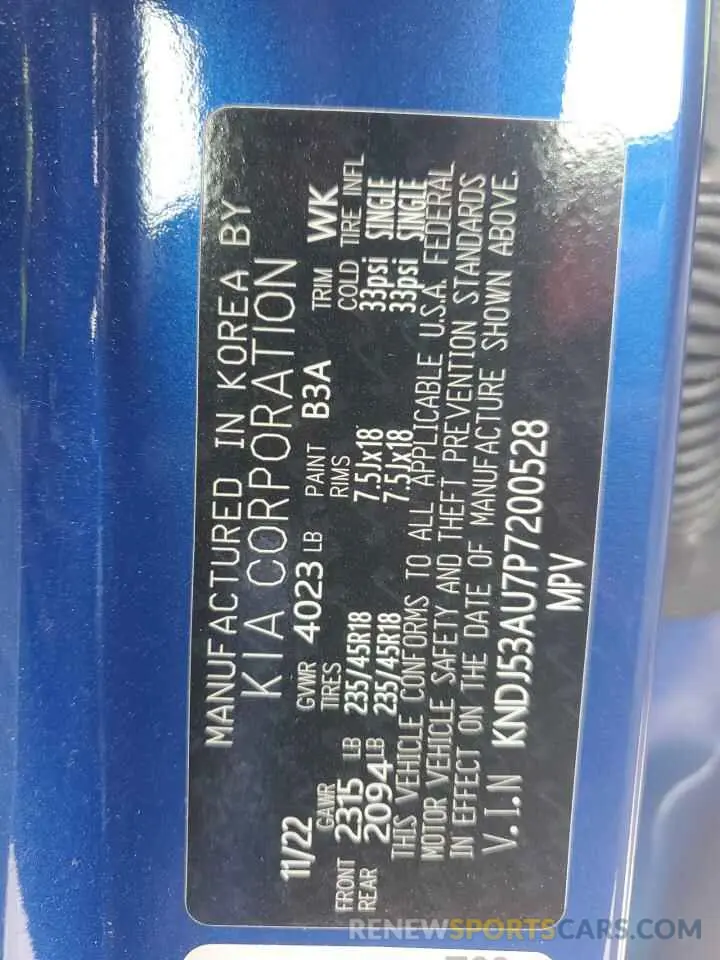 MANUFACTURED IN KOREA BY
KIA CORPORATION
11/22 GVWR 4023 LB PAINT B3A TRIM WK
GAWR TIRES RIMS COLD TIRE INFL
FRONT 2315 LB 235/45R18 7.5Jx18 33psi SINGLE
REAR 2094 LB 235/45R18 7.5Jx18 33psi SINGLE
THIS VEHICLE CONFORMS TO ALL APPLICABLE U.S.A. FEDERAL
MOTOR VEHICLE SAFETY AND THEFT PREVENTION STANDARDS
IN EFFECT ON THE DATE OF MANUFACTURE SHOWN ABOVE.
V.I.N KNDJ53AU7P7200528
MPV
RENEWSPORTSCARS.COM